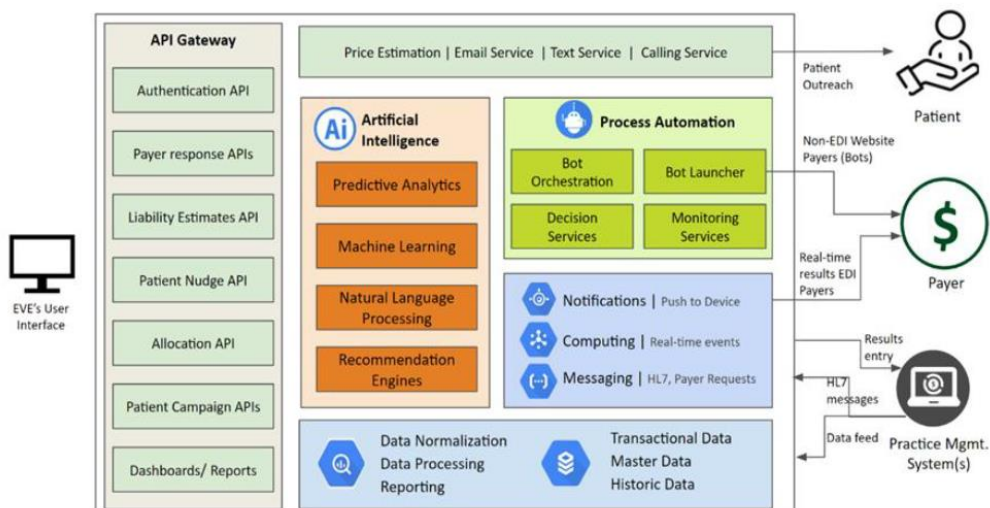 API Gateway
Authentication API
Payer response APIs
Liability Estimates API
Patient Nudge API
Allocation API
Patient Campaign APIs
Dashboards/ Reports
EVE's User
Interface
Price Estimation | Email Service | Text Service | Calling Service
Ai
Artificial
Intelligence
Predictive Analytics
Machine Learning
Natural Language
Processing
Recommendation
Engines
Process Automation
Bot
Orchestration
Bot Launcher
Decision
Services
Monitoring
Services
Notifications | Push to Device
Computing | Real-time events
Messaging | HL7, Payer Requests
Data Normalization
Data Processing
Reporting
Transactional Data
Master Data
Historic Data
Patient
Outreach
Patient
Non-EDI Website
Payers (Bots)
$
Real-time
results EDI
Payers
Payer
Results
entry
HL7
messages
Data feed
Practice Mgmt.
System(s)